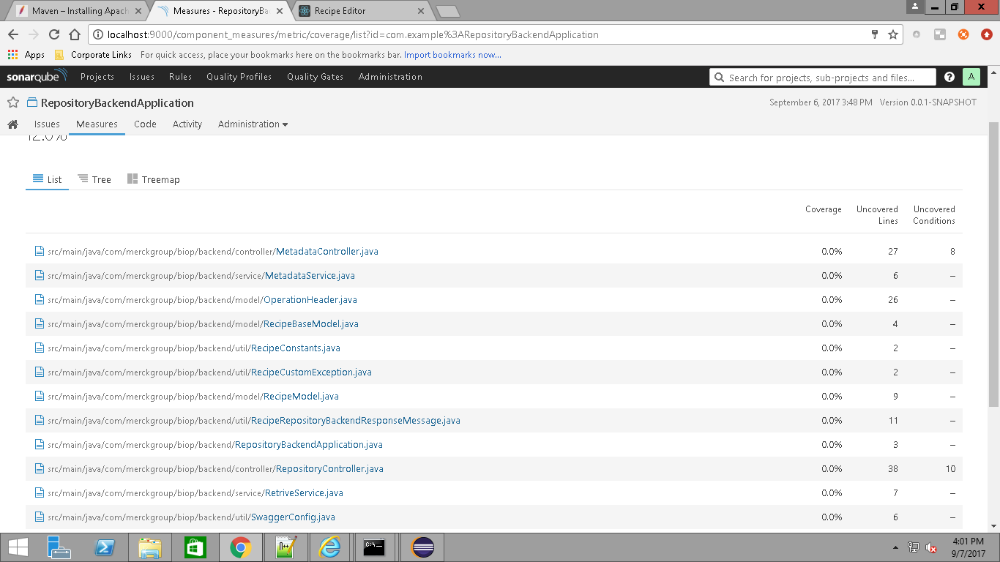 Maven – Installing Apach
Measures - RepositoryBa
Recipe Editor
localhost:9000/component_measures/metric/coverage/list?id=com.example%3ARepositoryBackendApplication
Apps Corporate Links For quick access, place your bookmarks here on the bookmarks bar. Import bookmarks now...
sonarqube Projects Issues Rules Quality Profiles Quality Gates Administration Search for projects, sub-projects and files... ? A
RepositoryBackendApplication September 6, 2017 3:48 PM Version 0.0.1-SNAPSHOT
Issues Measures Code Activity Administration
List Tree Treemap
Coverage Uncovered Lines Uncovered Conditions
src/main/java/com/merckgroup/biop/backend/controller/MetadataController.java 0.0% 27 8
src/main/java/com/merckgroup/biop/backend/service/MetadataService.java 0.0% 6 –
src/main/java/com/merckgroup/biop/backend/model/OperationHeader.java 0.0% 26 –
src/main/java/com/merckgroup/biop/backend/model/RecipeBaseModel.java 0.0% 4 –
src/main/java/com/merckgroup/biop/backend/util/RecipeConstants.java 0.0% 2 –
src/main/java/com/merckgroup/biop/backend/util/RecipeCustomException.java 0.0% 2 –
src/main/java/com/merckgroup/biop/backend/model/RecipeModel.java 0.0% 9 –
src/main/java/com/merckgroup/biop/backend/util/RecipeRepositoryBackendResponseMessage.java 0.0% 11 –
src/main/java/com/merckgroup/biop/backend/RepositoryBackendApplication.java 0.0% 3 –
src/main/java/com/merckgroup/biop/backend/controller/RepositoryController.java 0.0% 38 10
src/main/java/com/merckgroup/biop/backend/service/RetriveService.java 0.0% 7 –
src/main/java/com/merckgroup/biop/backend/util/SwaggerConfig.java 0.0% 6 –
4:01 PM
9/7/2017